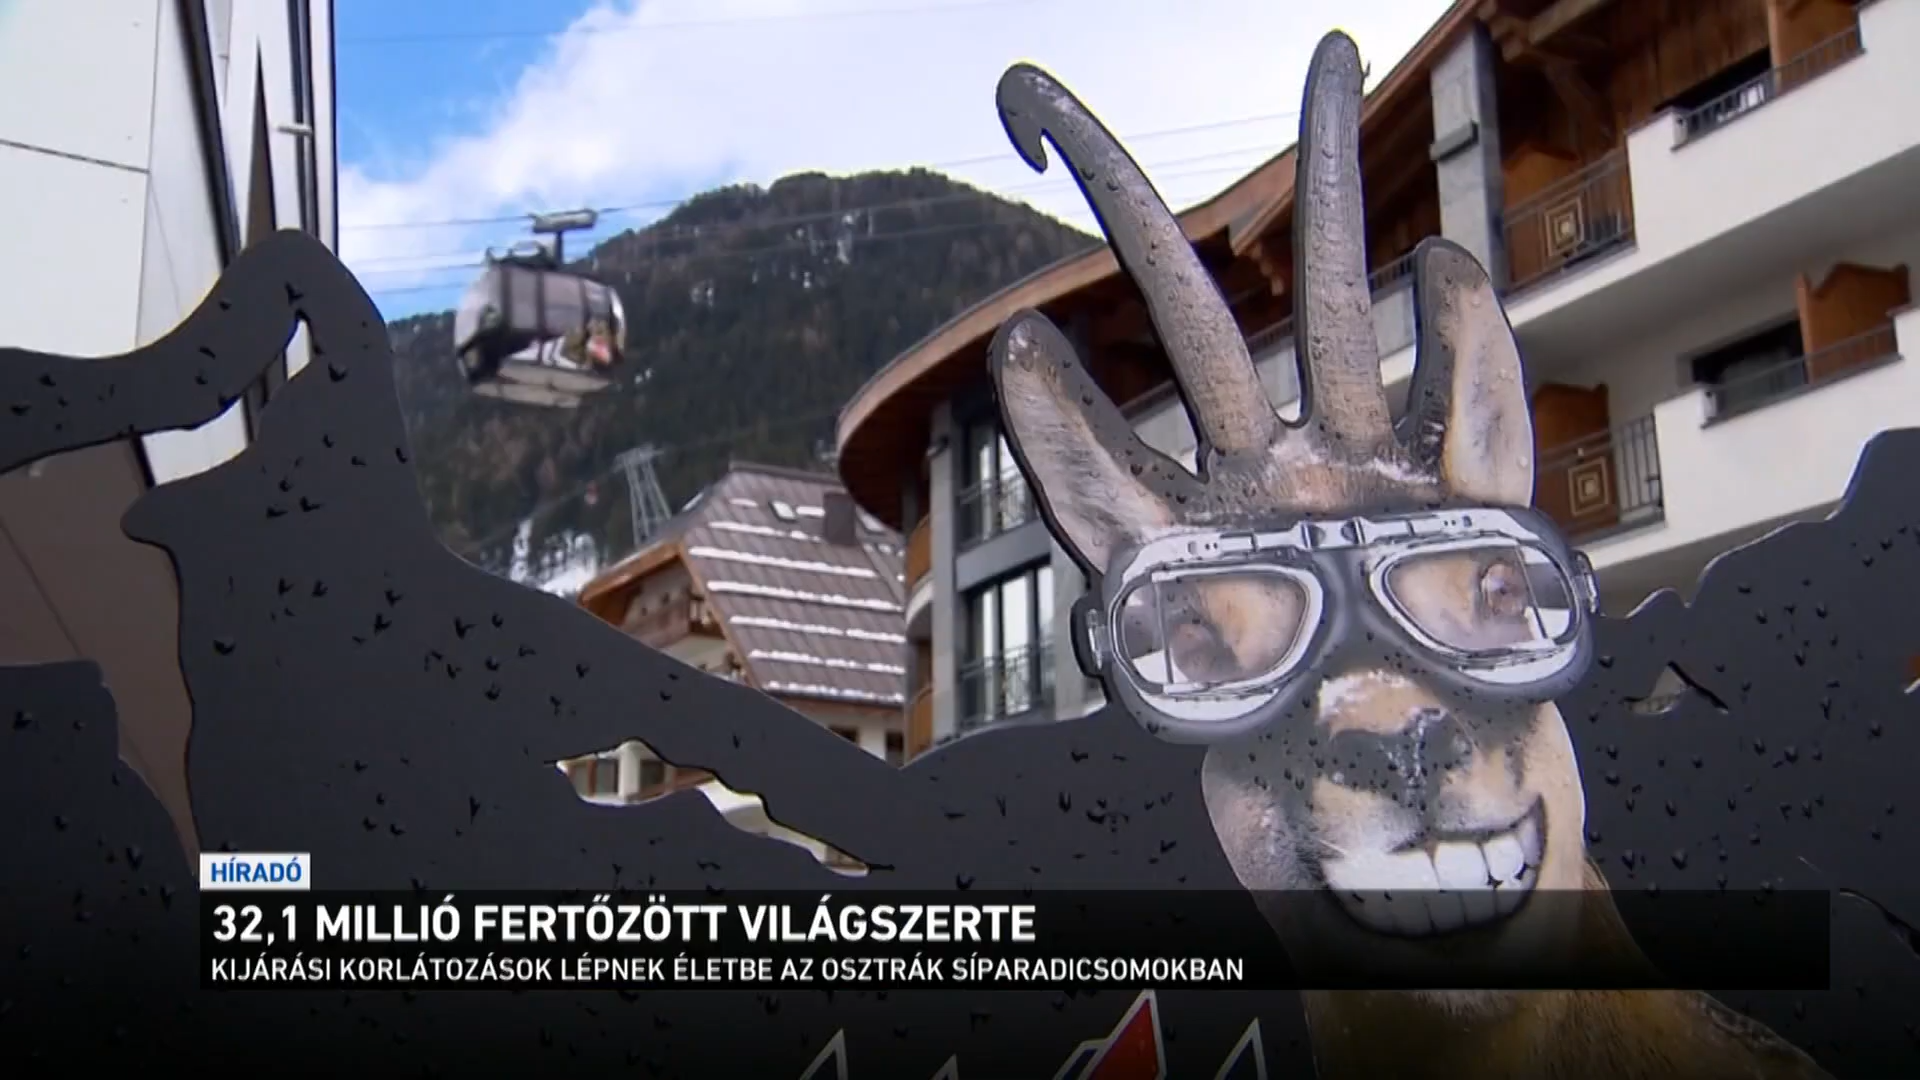 HÍRADÓ
32,1 MILLIÓ FERTŐZÖTT VILÁGSZERTE
KIJÁRÁSI KORLÁTOZÁSOK LÉPNEK ÉLETBE AZ OSZTRÁK SÍPARADICSOMOKBAN